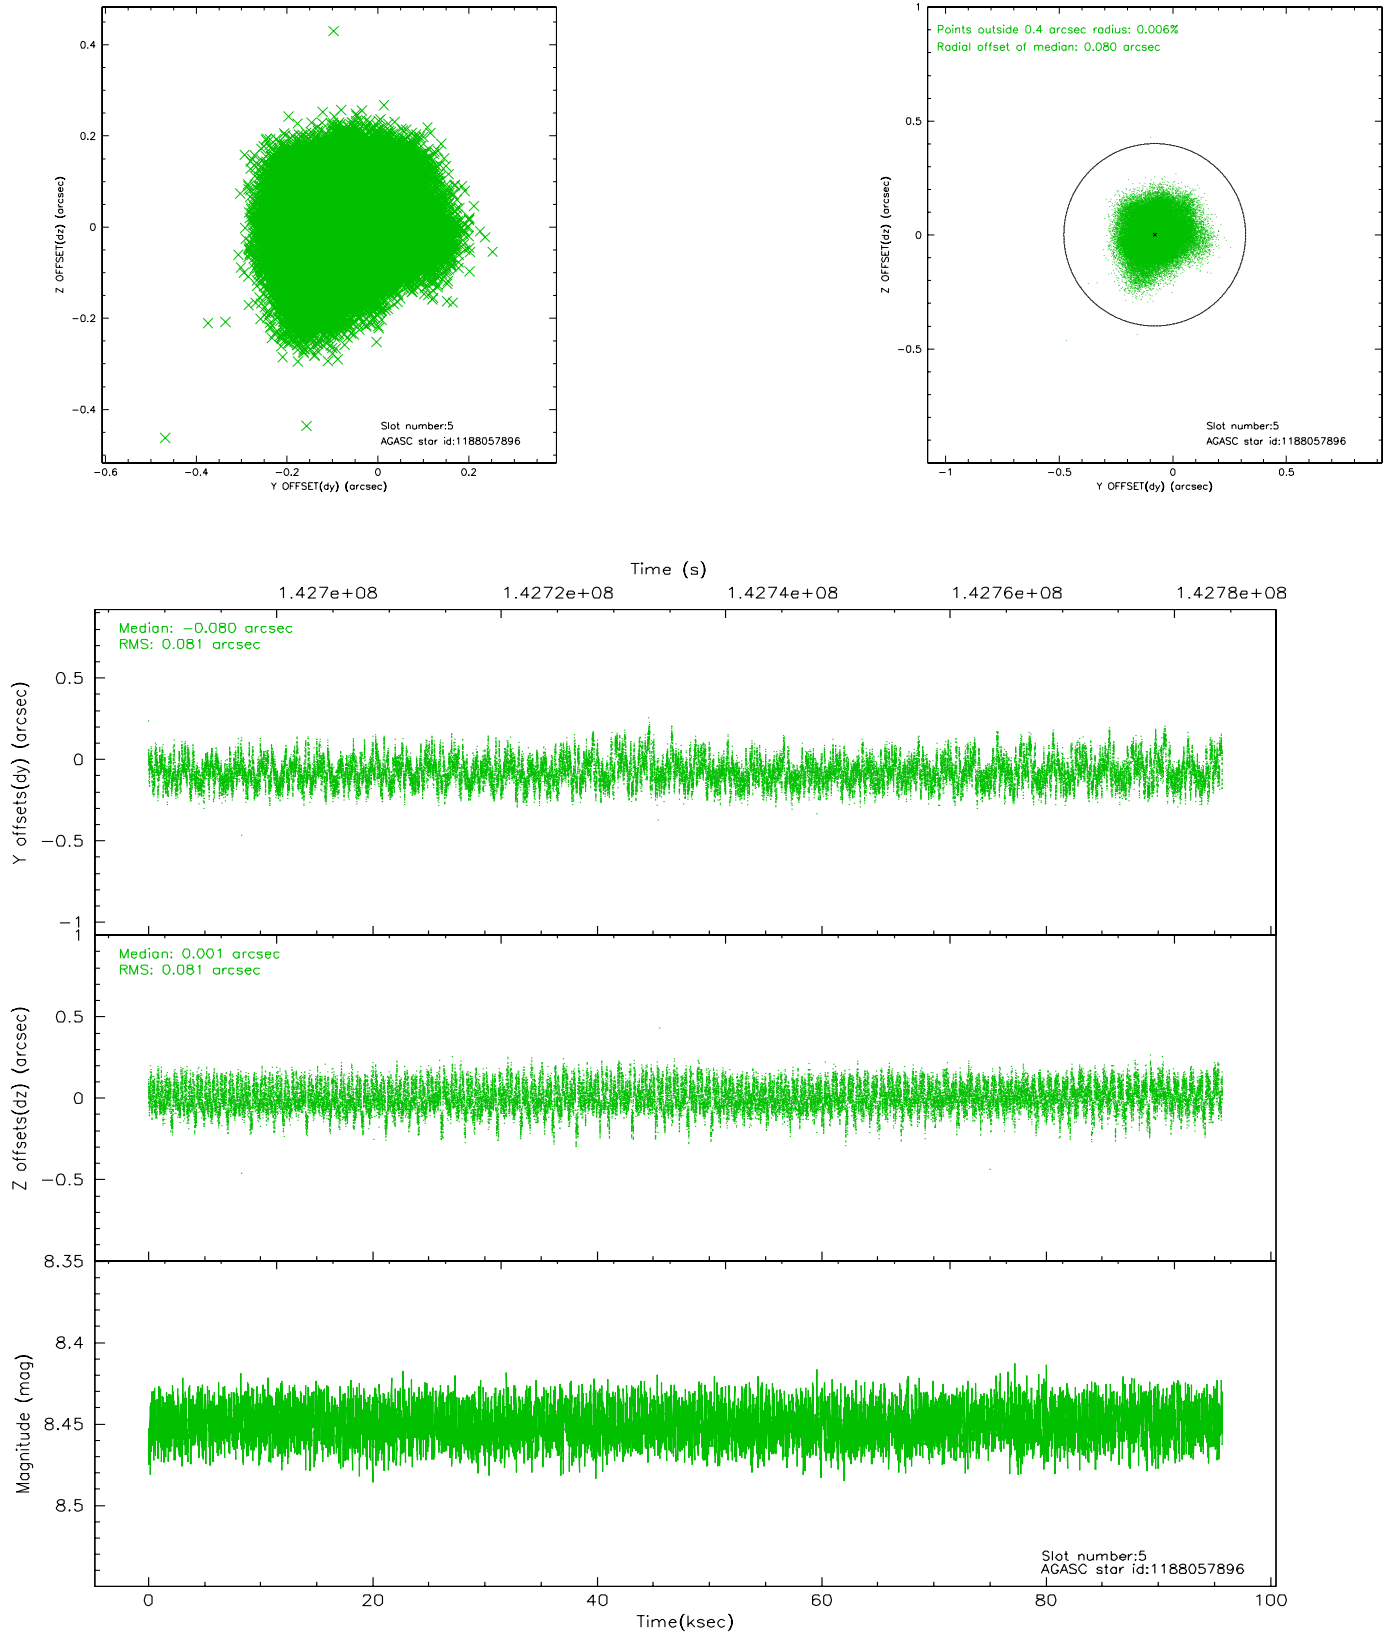 0.4
0.2
0
−0.2
−0.4
Z OFFSET(dz) (arcsec)
Slot number:5
AGASC star id:1188057896
−0.6
−0.4
−0.2
0
0.2
Y OFFSET(dy) (arcsec)
1
0.5
0
−0.5
Z OFFSET(dz) (arcsec)
Points outside 0.4 arcsec radius: 0.006%
Radial offset of median: 0.080 arcsec
Slot number:5
AGASC star id:1188057896
−1
−0.5
0
0.5
Y OFFSET(dy) (arcsec)
Time (s)
1.427e+08
1.4272e+08
1.4274e+08
1.4276e+08
1.4278e+08
Median: −0.080 arcsec
RMS: 0.081 arcsec
0.5
0
−0.5
−1
Y offsets(dy) (arcsec)
Median: 0.001 arcsec
RMS: 0.081 arcsec
1
0.5
0
−0.5
Z offsets(dz) (arcsec)
8.35
8.4
8.45
8.5
Magnitude (mag)
Slot number:5
AGASC star id:1188057896
0
20
40
60
80
100
Time(ksec)